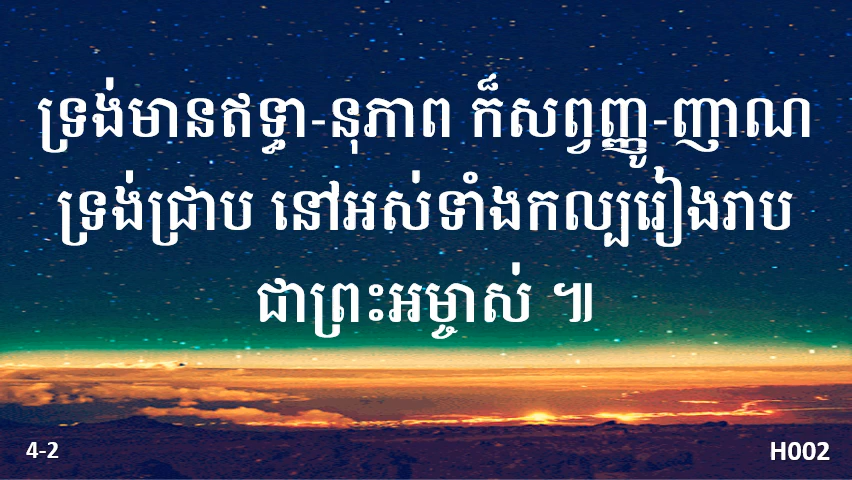 ទ្រង់មានឥទ្ធា-នុភាព ក៏សព្វញ្ញូ-ញាណ
ទ្រង់ជ្រាប នៅអស់ទាំងកល្បរៀងរាប
ជាព្រះអម្ចាស់ ៕
4-2
H002